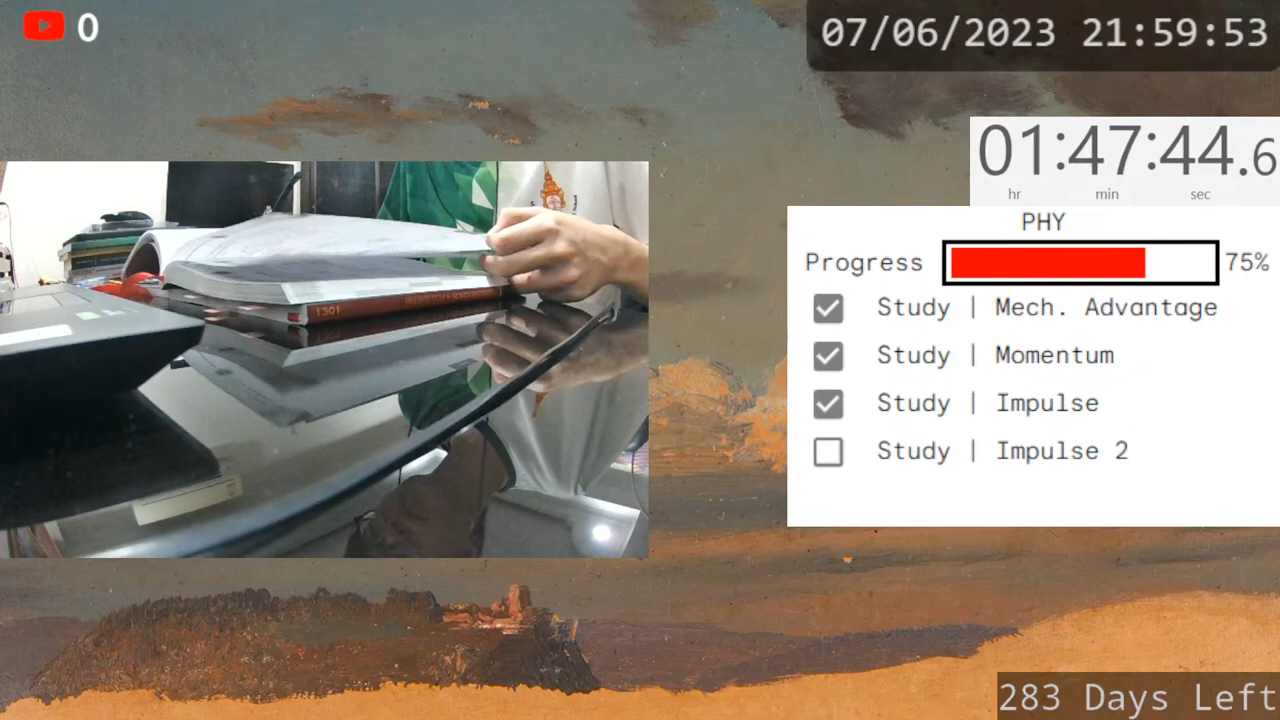 0
07/06/2023 21:59:53
01:47:44.6
hr min sec
PHY
Progress 75%
Study | Mech. Advantage
Study | Momentum
Study | Impulse
Study | Impulse 2
1301
283 Days Left